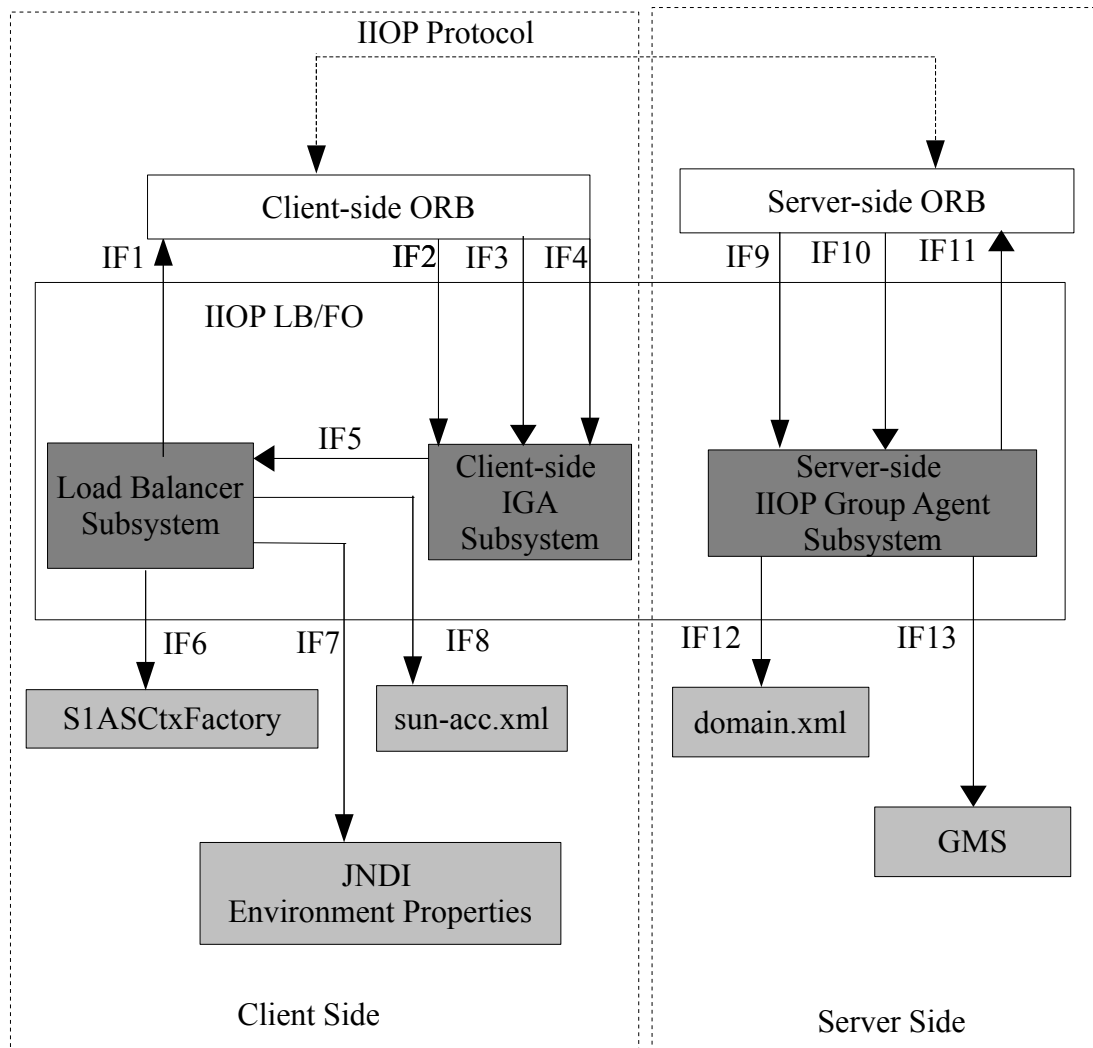 IIOP Protocol
Client-side ORB
Server-side ORB
IF1
IF2
IF3
IF4
IF9
IF10
IF11
IIOP LB/FO
IF5
Load Balancer
Subsystem
Client-side
IGA
Subsystem
Server-side
IIOP Group Agent
Subsystem
IF6
IF7
IF8
IF12
IF13
S1ASCtxFactory
sun-acc.xml
domain.xml
JNDI
Environment Properties
GMS
Client Side
Server Side